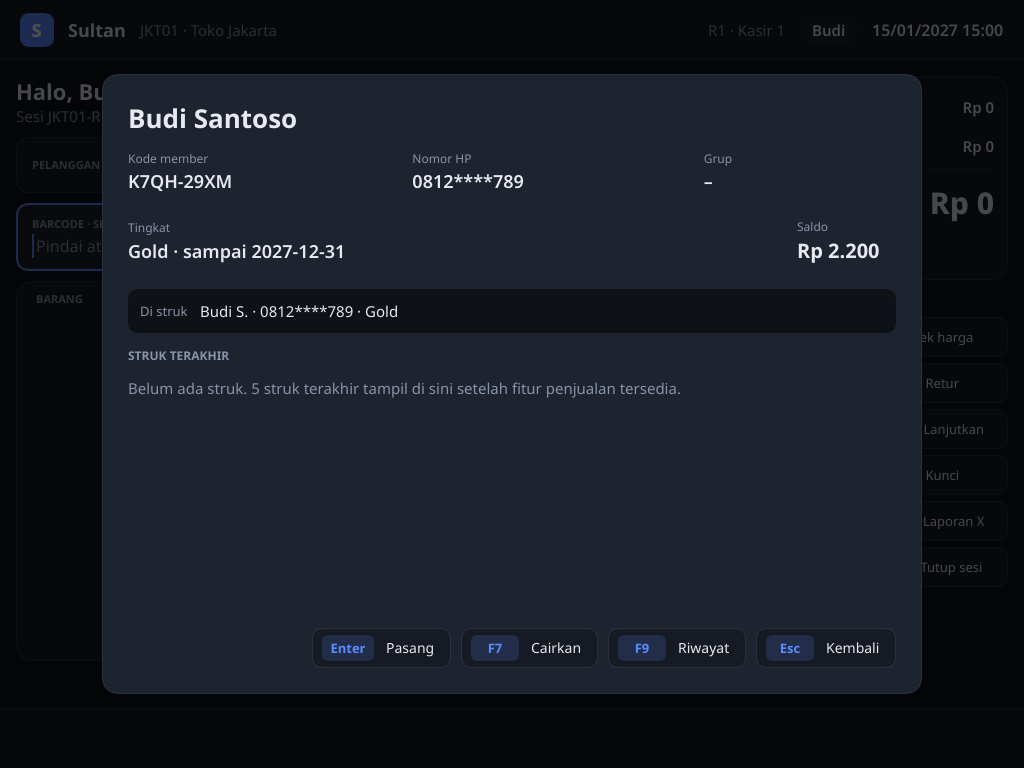 S Sultan JKT01 · Toko Jakarta R1 · Kasir 1 Budi 15/01/2027 15:00
Halo, Bu
Sesi JKT01-R
PELANGGAN
BARCODE · S
Pindai at
BARANG
Rp 0
Rp 0
Rp 0
ek harga
Retur
Lanjutkan
Kunci
Laporan X
Tutup sesi
Budi Santoso
Kode member Nomor HP Grup
K7QH-29XM 0812****789 –
Tingkat Saldo
Gold · sampai 2027-12-31 Rp 2.200
Di struk Budi S. · 0812****789 · Gold
STRUK TERAKHIR
Belum ada struk. 5 struk terakhir tampil di sini setelah fitur penjualan tersedia.
Enter Pasang F7 Cairkan F9 Riwayat Esc Kembali